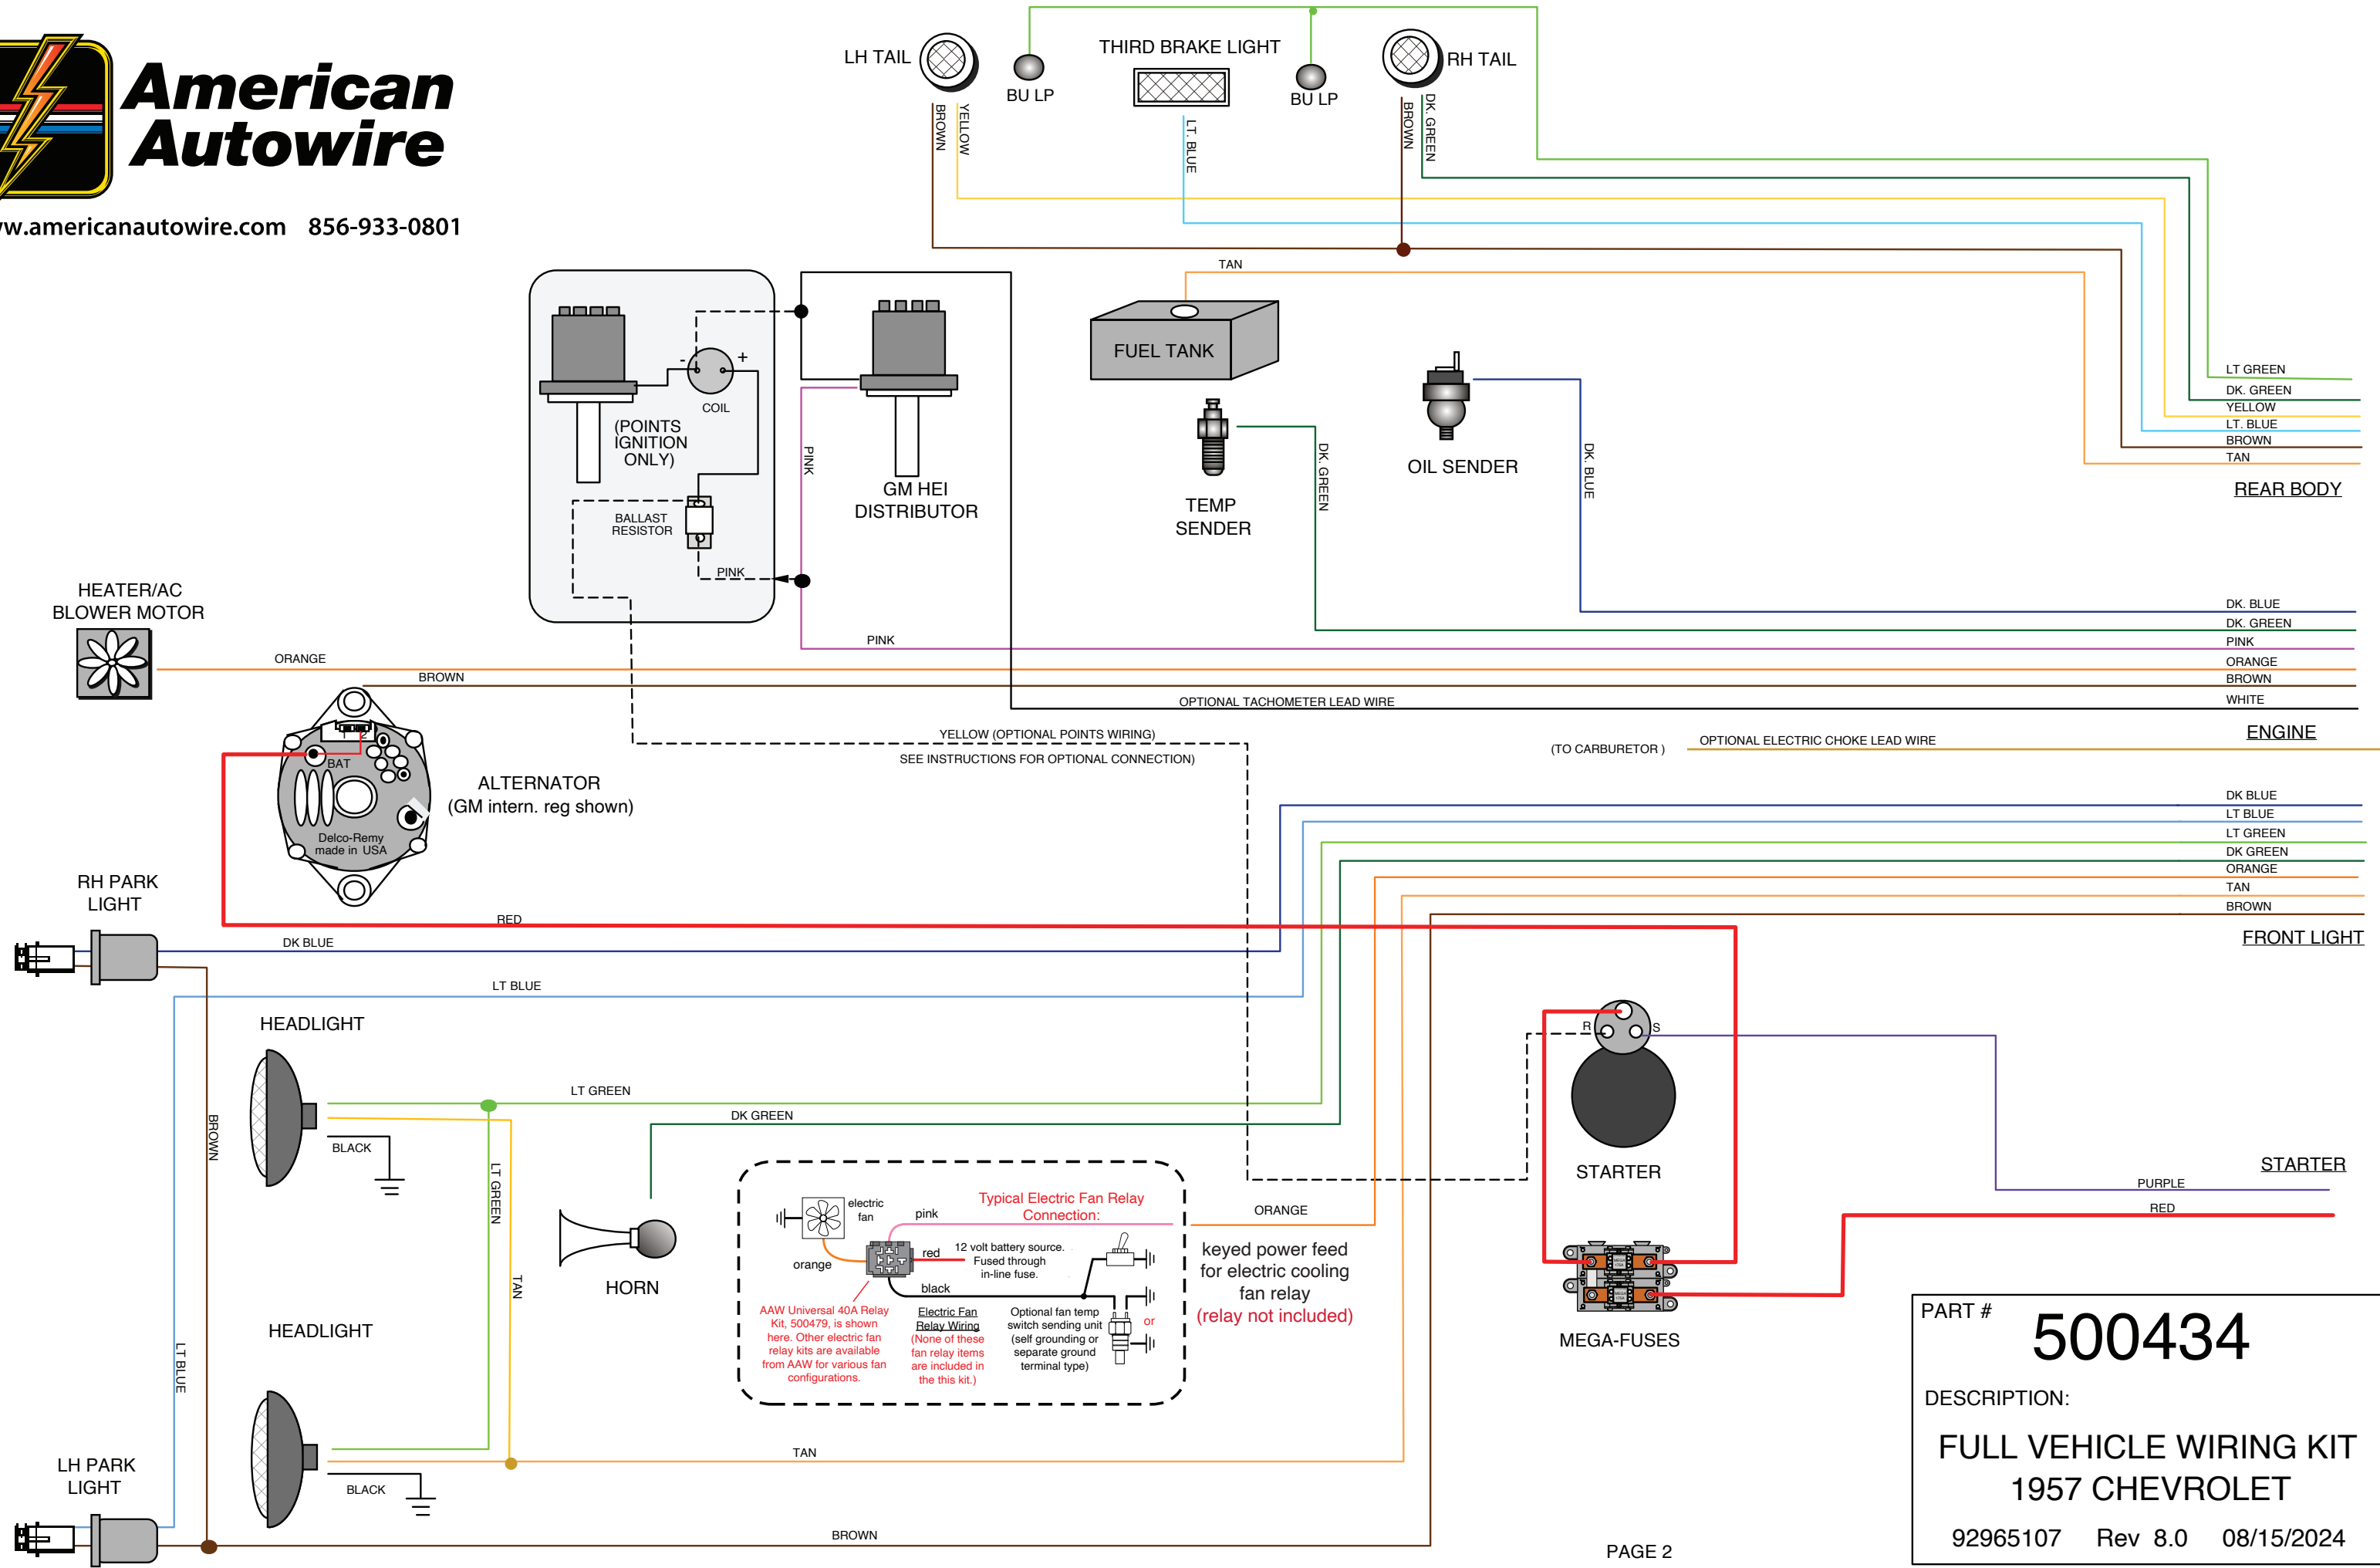 American
Autowire
w.americanautowire.com 856-933-0801
LH TAIL
BU LP
THIRD BRAKE LIGHT
BU LP
RH TAIL
BROWN
YELLOW
LT. BLUE
BROWN
DK. GREEN
TAN
FUEL TANK
- +
COIL
(POINTS
IGNITION
ONLY)
BALLAST
RESISTOR
PINK
PINK
GM HEI
DISTRIBUTOR
TEMP
SENDER
DK. GREEN
OIL SENDER
DK. BLUE
LT GREEN
DK. GREEN
YELLOW
LT. BLUE
BROWN
TAN
REAR BODY
HEATER/AC
BLOWER MOTOR
ORANGE
BROWN
PINK
OPTIONAL TACHOMETER LEAD WIRE
DK. BLUE
DK. GREEN
PINK
ORANGE
BROWN
WHITE
ENGINE
YELLOW (OPTIONAL POINTS WIRING)
SEE INSTRUCTIONS FOR OPTIONAL CONNECTION)
(TO CARBURETOR )
OPTIONAL ELECTRIC CHOKE LEAD WIRE
1 2
BAT
Delco-Remy
made in USA
ALTERNATOR
(GM intern. reg shown)
DK BLUE
LT BLUE
LT GREEN
DK GREEN
ORANGE
TAN
BROWN
FRONT LIGHT
RH PARK
LIGHT
RED
DK BLUE
LT BLUE
HEADLIGHT
BROWN
BLACK
LT GREEN
LT GREEN
DK GREEN
TAN
HORN
R S
STARTER
STARTER
PURPLE
RED
MEGA-FUSES
electric
fan
pink
Typical Electric Fan Relay
Connection:
orange
red
12 volt battery source.
Fused through
in-line fuse.
black
AAW Universal 40A Relay
Kit, 500479, is shown
here. Other electric fan
relay kits are available
from AAW for various fan
configurations.
Electric Fan
Relay Wiring
(None of these
fan relay items
are included in
the this kit.)
Optional fan temp
switch sending unit
(self grounding or
separate ground
terminal type)
or
ORANGE
keyed power feed
for electric cooling
fan relay
(relay not included)
HEADLIGHT
LT BLUE
BLACK
TAN
LH PARK
LIGHT
BROWN
PAGE 2
PART #
500434
DESCRIPTION:
FULL VEHICLE WIRING KIT
1957 CHEVROLET
92965107 Rev 8.0 08/15/2024